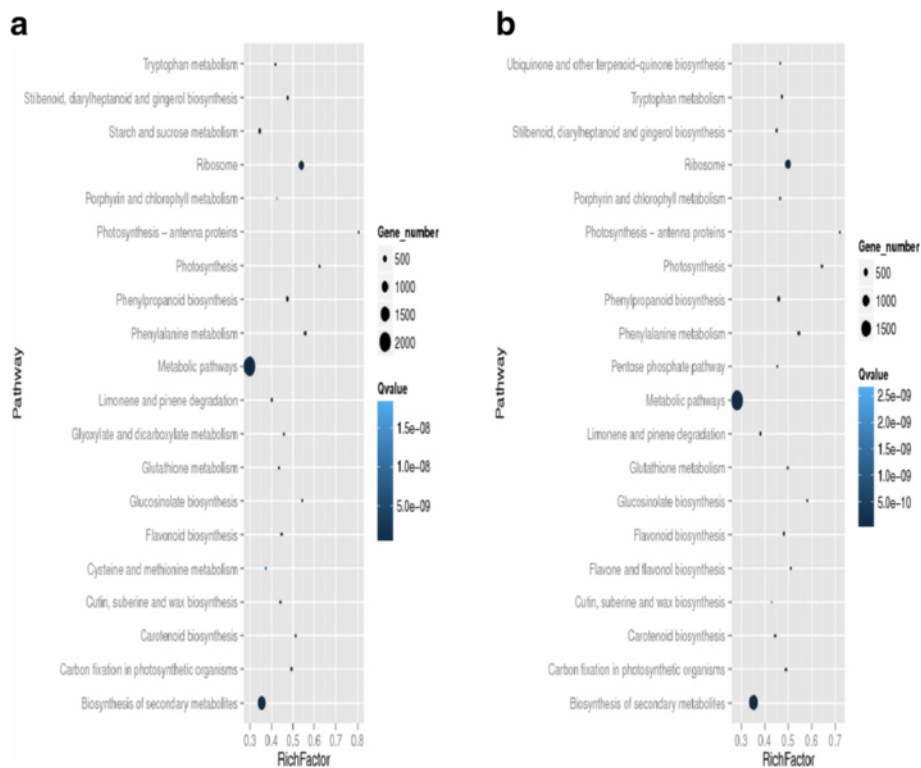 a
Tryptophan metabolism
Stilbenoid, diarylheptanoid and gingerol biosynthesis
Starch and sucrose metabolism
Ribosome
Porphyrin and chlorophyll metabolism
Photosynthesis - antenna proteins
Photosynthesis
Phenylpropanoid biosynthesis
Phenylalanine metabolism
Metabolic pathways
Limonene and pinene degradation
Glyoxylate and dicarboxylate metabolism
Glutathione metabolism
Glucosinolate biosynthesis
Flavonoid biosynthesis
Cysteine and methionine metabolism
Cutin, suberine and wax biosynthesis
Carotenoid biosynthesis
Carbon fixation in photosynthetic organisms
Biosynthesis of secondary metabolites
Pathway
0.3 0.4 0.5 0.6 0.7 0.8
RichFactor
Gene_number
500
1000
1500
2000
Qvalue
1.5e-08
1.0e-08
5.0e-09
b
Ubiquinone and other terpenoid-quinone biosynthesis
Tryptophan metabolism
Stilbenoid, diarylheptanoid and gingerol biosynthesis
Ribosome
Porphyrin and chlorophyll metabolism
Photosynthesis - antenna proteins
Photosynthesis
Phenylpropanoid biosynthesis
Phenylalanine metabolism
Pentose phosphate pathway
Metabolic pathways
Limonene and pinene degradation
Glutathione metabolism
Glucosinolate biosynthesis
Flavonoid biosynthesis
Flavone and flavonol biosynthesis
Cutin, suberine and wax biosynthesis
Carotenoid biosynthesis
Carbon fixation in photosynthetic organisms
Biosynthesis of secondary metabolites
Pathway
0.3 0.4 0.5 0.6 0.7
RichFactor
Gene_number
500
1000
1500
Qvalue
2.5e-09
2.0e-09
1.5e-09
1.0e-09
5.0e-10